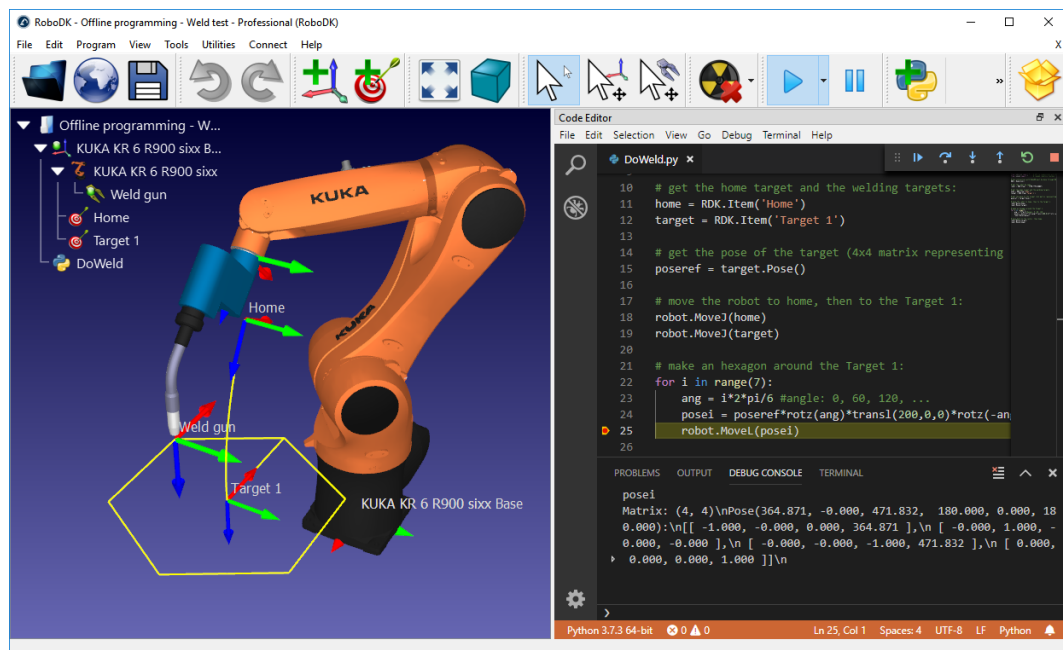 RoboDK - Offline programming - Weld test - Professional (RoboDK)
File Edit Program View Tools Utilities Connect Help
X
»
Offline programming - W...
KUKA KR 6 R900 sixx B...
KUKA KR 6 R900 sixx
Weld gun
Home
Target 1
DoWeld
KUKA
KUKA
Home
Weld gun
Target 1
KUKA KR 6 R900 sixx Base
Code Editor
File Edit Selection View Go Debug Terminal Help
DoWeld.py
10 # get the home target and the welding targets:
11 home = RDK.Item('Home')
12 target = RDK.Item('Target 1')
13
14 # get the pose of the target (4x4 matrix representing
15 poseref = target.Pose()
16
17 # move the robot to home, then to the Target 1:
18 robot.MoveJ(home)
19 robot.MoveJ(target)
20
21 # make an hexagon around the Target 1:
22 for i in range(7):
23 ang = i*2*pi/6 #angle: 0, 60, 120, ...
24 posei = poseref*rotz(ang)*transl(200,0,0)*rotz(-an
25 robot.MoveL(posei)
26
PROBLEMS OUTPUT DEBUG CONSOLE TERMINAL
posei
Matrix: (4, 4)\nPose(364.871, -0.000, 471.832, 180.000, 0.000, 18
0.000):\n[[ -1.000, -0.000, 0.000, 364.871 ],\n [ -0.000, 1.000, -
0.000, -0.000 ],\n [ -0.000, -0.000, -1.000, 471.832 ],\n [ 0.000,
0.000, 0.000, 1.000 ]]\n
Python 3.7.3 64-bit 0 0 Ln 25, Col 1 Spaces: 4 UTF-8 LF Python